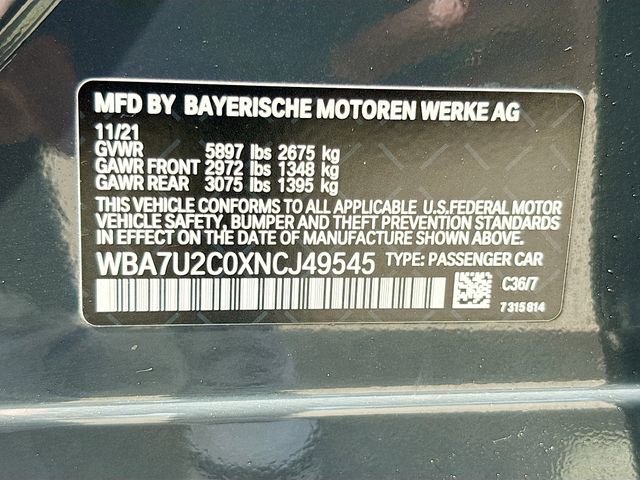 MFD BY BAYERISCHE MOTOREN WERKE AG
11/21
GVWR 5897 lbs 2675 kg
GAWR FRONT 2972 lbs 1348 kg
GAWR REAR 3075 lbs 1395 kg
THIS VEHICLE CONFORMS TO ALL APPLICABLE U.S.FEDERAL MOTOR
VEHICLE SAFETY, BUMPER AND THEFT PREVENTION STANDARDS
IN EFFECT ON THE DATE OF MANUFACTURE SHOWN ABOVE.
WBA7U2C0XNCJ49545 TYPE: PASSENGER CAR
C36/7
7315814